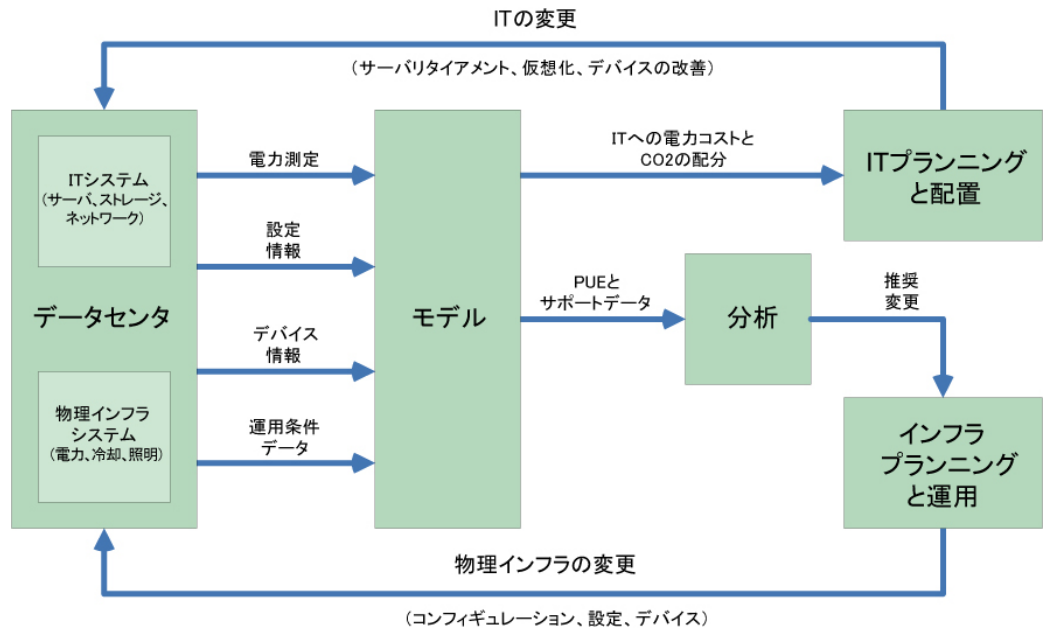 ITの変更
(サーバリタイアメント、仮想化、デバイスの改善)
ITシステム
(サーバ、ストレージ、
ネットワーク)
データセンタ
物理インフラ
システム
(電力、冷却、照明)
電力測定
設定
情報
デバイス
情報
運用条件
データ
モデル
ITへの電力コストと
CO2の配分
PUEと
サポートデータ
分析
推奨
変更
ITプランニング
と配置
インフラ
プランニング
と運用
物理インフラの変更
(コンフィギュレーション、設定、デバイス)